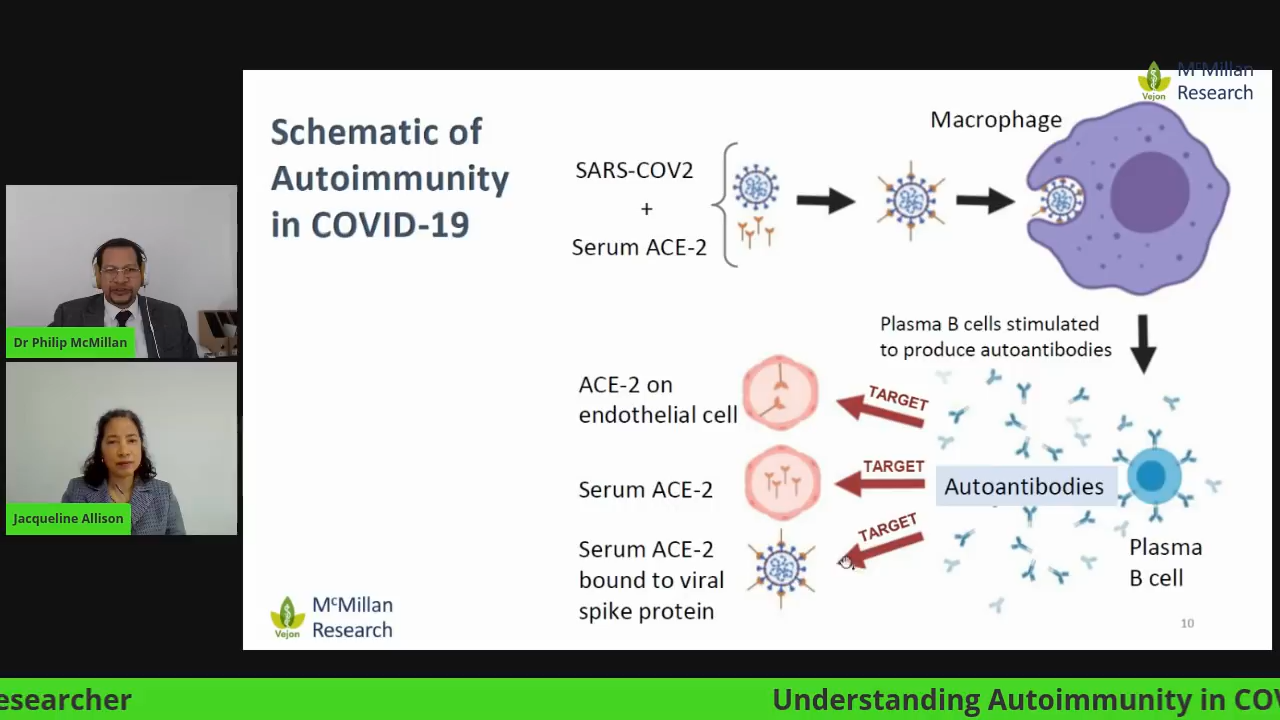 McMillan
Research
Vejon
Schematic of
Autoimmunity
in COVID-19
Macrophage
SARS-COV2
+
Serum ACE-2
Plasma B cells stimulated
to produce autoantibodies
ACE-2 on
endothelial cell
TARGET
Serum ACE-2
TARGET
Autoantibodies
Serum ACE-2
bound to viral
spike protein
TARGET
Plasma
B cell
McMillan
Research
Vejon
10
Dr Philip McMillan
Jacqueline Allison
esearcher
Understanding Autoimmunity in COV